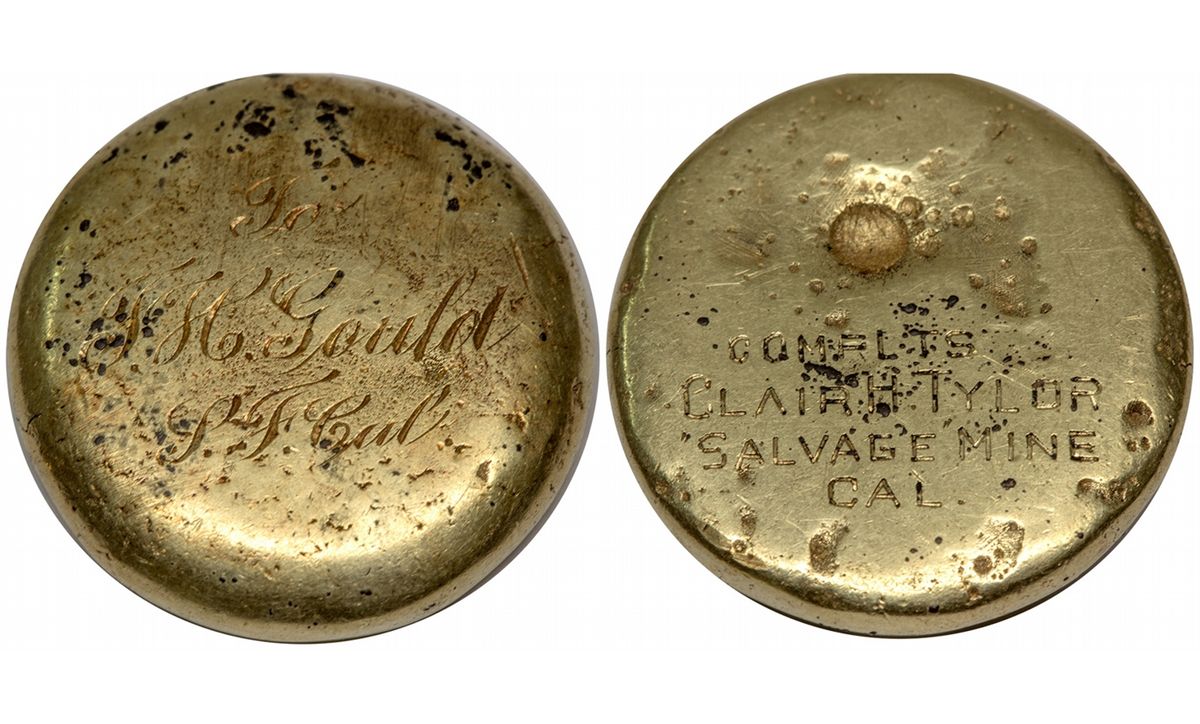 To
F H Gould
S F Cal
COMPLTS
CLAIR H TYLOR
"SALVAGE" MINE
CAL.